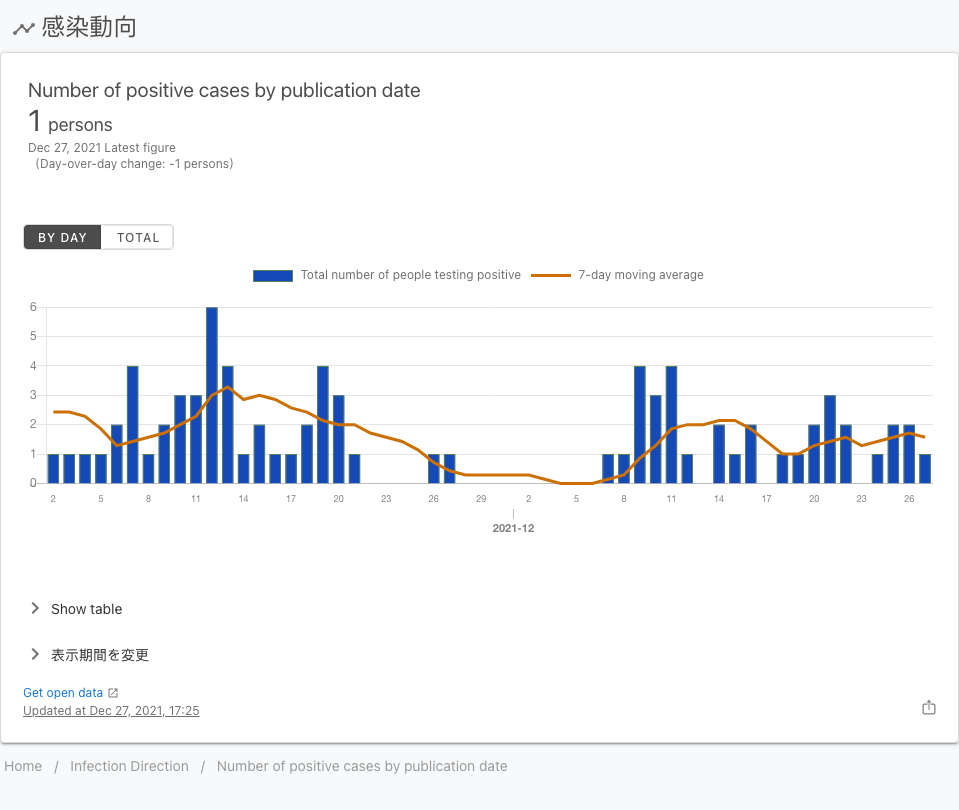 感染動向
Number of positive cases by publication date
1 persons
Dec 27, 2021 Latest figure
(Day-over-day change: -1 persons)
BY DAY TOTAL
Total number of people testing positive 7-day moving average
6
5
4
3
2
1
0
2 5 8 11 14 17 20 23 26 29 2 5 8 11 14 17 20 23 26
2021-12
Show table
表示期間を変更
Get open data
Updated at Dec 27, 2021, 17:25
Home / Infection Direction / Number of positive cases by publication date